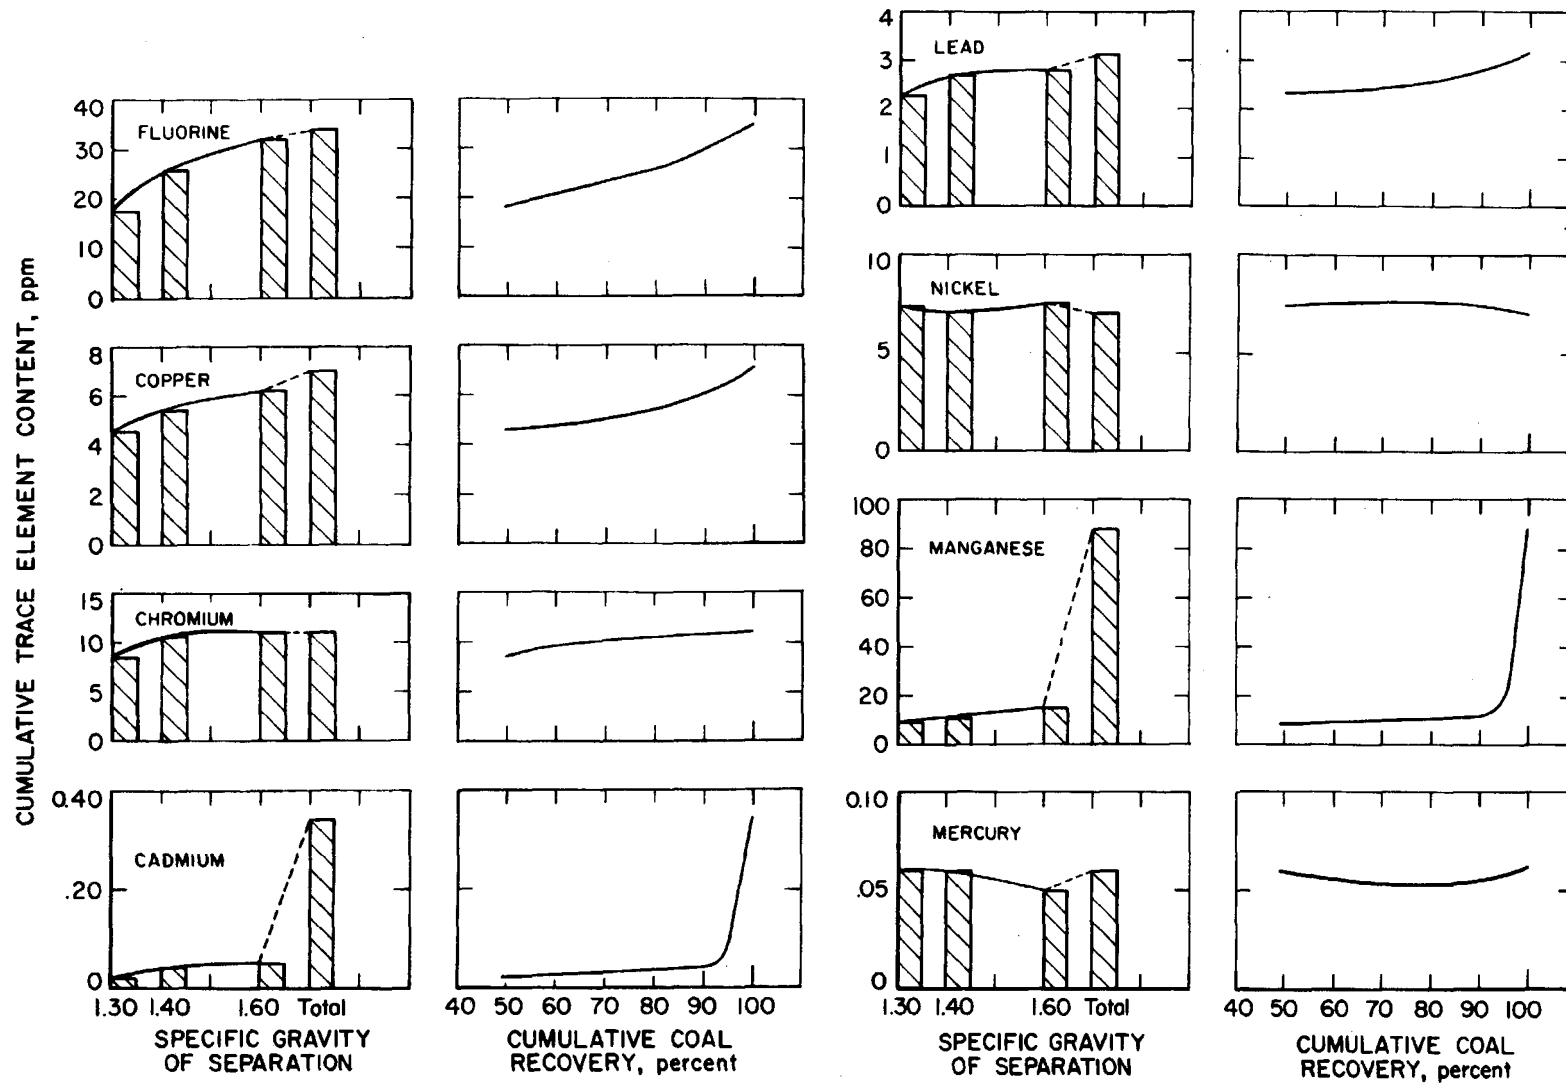 CUMULATIVE TRACE ELEMENT CONTENT, ppm
40
30
20
10
0
FLUORINE
8
6
4
2
0
COPPER
15
10
5
0
CHROMIUM
0.40
.20
0
CADMIUM
1.30 1.40 1.60 Total
SPECIFIC GRAVITY
OF SEPARATION
40 50 60 70 80 90 100
CUMULATIVE COAL
RECOVERY, percent
4
3
2
1
0
LEAD
10
5
0
NICKEL
100
80
60
40
20
0
MANGANESE
0.10
.05
0
MERCURY
1.30 1.40 1.60 Total
SPECIFIC GRAVITY
OF SEPARATION
40 50 60 70 80 90 100
CUMULATIVE COAL
RECOVERY, percent